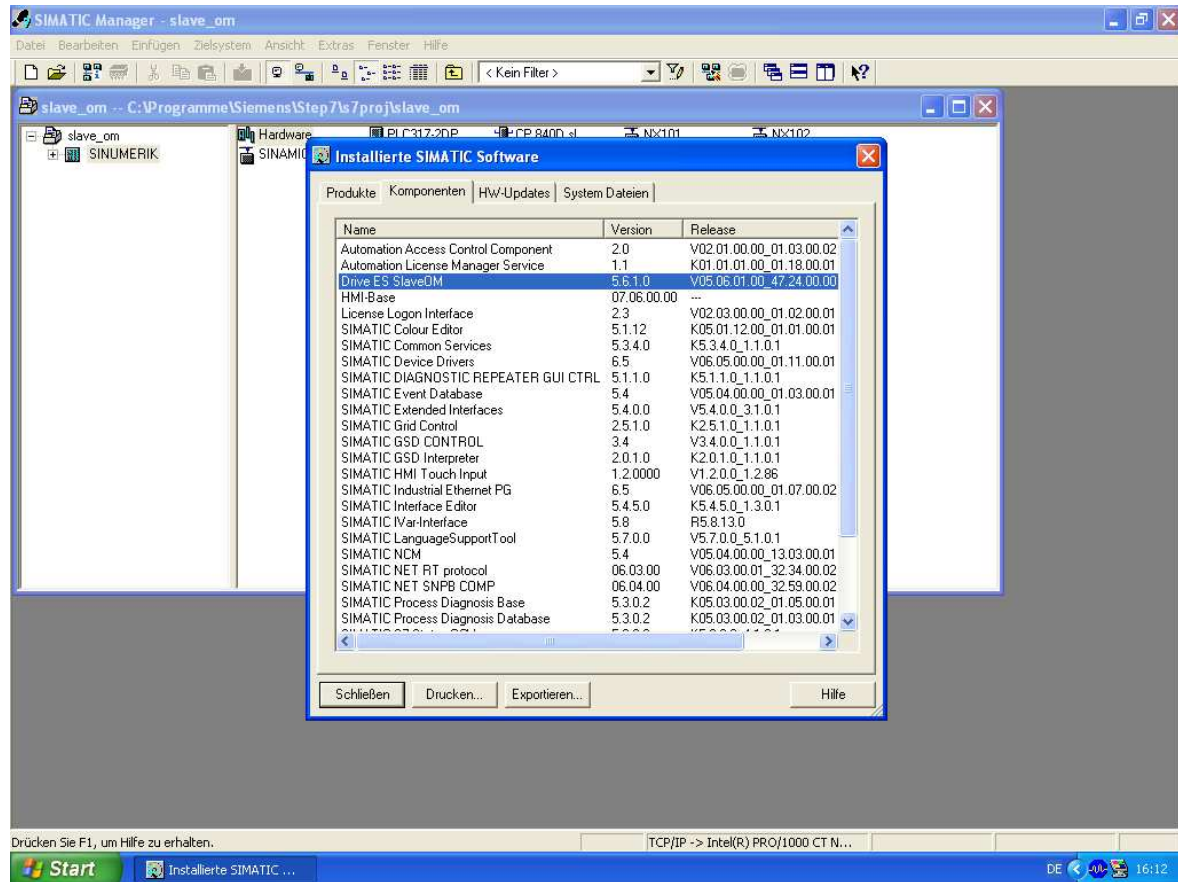 SIMATIC Manager - slave_om
Datei Bearbeiten Einfügen Zielsystem Ansicht Extras Fenster Hilfe
< Kein Filter >
slave_om -- C:\Programme\Siemens\Step7\s7proj\slave_om
slave_om
SINUMERIK
Hardware PLC317-2DP CP 840D sl NX101 NX102
SINAMIC
Installierte SIMATIC Software
Produkte Komponenten HW-Updates System Dateien
Name Version Release
Automation Access Control Component 2.0 V02.01.00.00_01.03.00.02
Automation License Manager Service 1.1 K01.01.01.00_01.18.00.01
Drive ES SlaveOM 5.6.1.0 V05.06.01.00_47.24.00.00
HMI-Base 07.06.00.00 ---
License Logon Interface 2.3 V02.03.00.00_01.02.00.01
SIMATIC Colour Editor 5.1.12 K05.01.12.00_01.01.00.01
SIMATIC Common Services 5.3.4.0 K5.3.4.0_1.1.0.1
SIMATIC Device Drivers 6.5 V06.05.00.00_01.11.00.01
SIMATIC DIAGNOSTIC REPEATER GUI CTRL 5.1.1.0 K5.1.1.0_1.1.0.1
SIMATIC Event Database 5.4 V05.04.00.00_01.03.00.01
SIMATIC Extended Interfaces 5.4.0.0 V5.4.0.0_3.1.0.1
SIMATIC Grid Control 2.5.1.0 K2.5.1.0_1.1.0.1
SIMATIC GSD CONTROL 3.4 V3.4.0.0_1.1.0.1
SIMATIC GSD Interpreter 2.0.1.0 K2.0.1.0_1.1.0.1
SIMATIC HMI Touch Input 1.2.0000 V1.2.0.0_1.2.86
SIMATIC Industrial Ethernet PG 6.5 V06.05.00.00_01.07.00.02
SIMATIC Interface Editor 5.4.5.0 K5.4.5.0_1.3.0.1
SIMATIC IVar-Interface 5.8 R5.8.13.0
SIMATIC LanguageSupportTool 5.7.0.0 V5.7.0.0_5.1.0.1
SIMATIC NCM 5.4 V05.04.00.00_13.03.00.01
SIMATIC NET RT protocol 06.03.00 V06.03.00.01_32.34.00.02
SIMATIC NET SNPB COMP 06.04.00 V06.04.00.00_32.59.00.02
SIMATIC Process Diagnosis Base 5.3.0.2 K05.03.00.02_01.05.00.01
SIMATIC Process Diagnosis Database 5.3.0.2 K05.03.00.02_01.03.00.01
Schließen Drucken... Exportieren... Hilfe
Drücken Sie F1, um Hilfe zu erhalten. TCP/IP -> Intel(R) PRO/1000 CT N...
Start Installierte SIMATIC ... DE 16:12